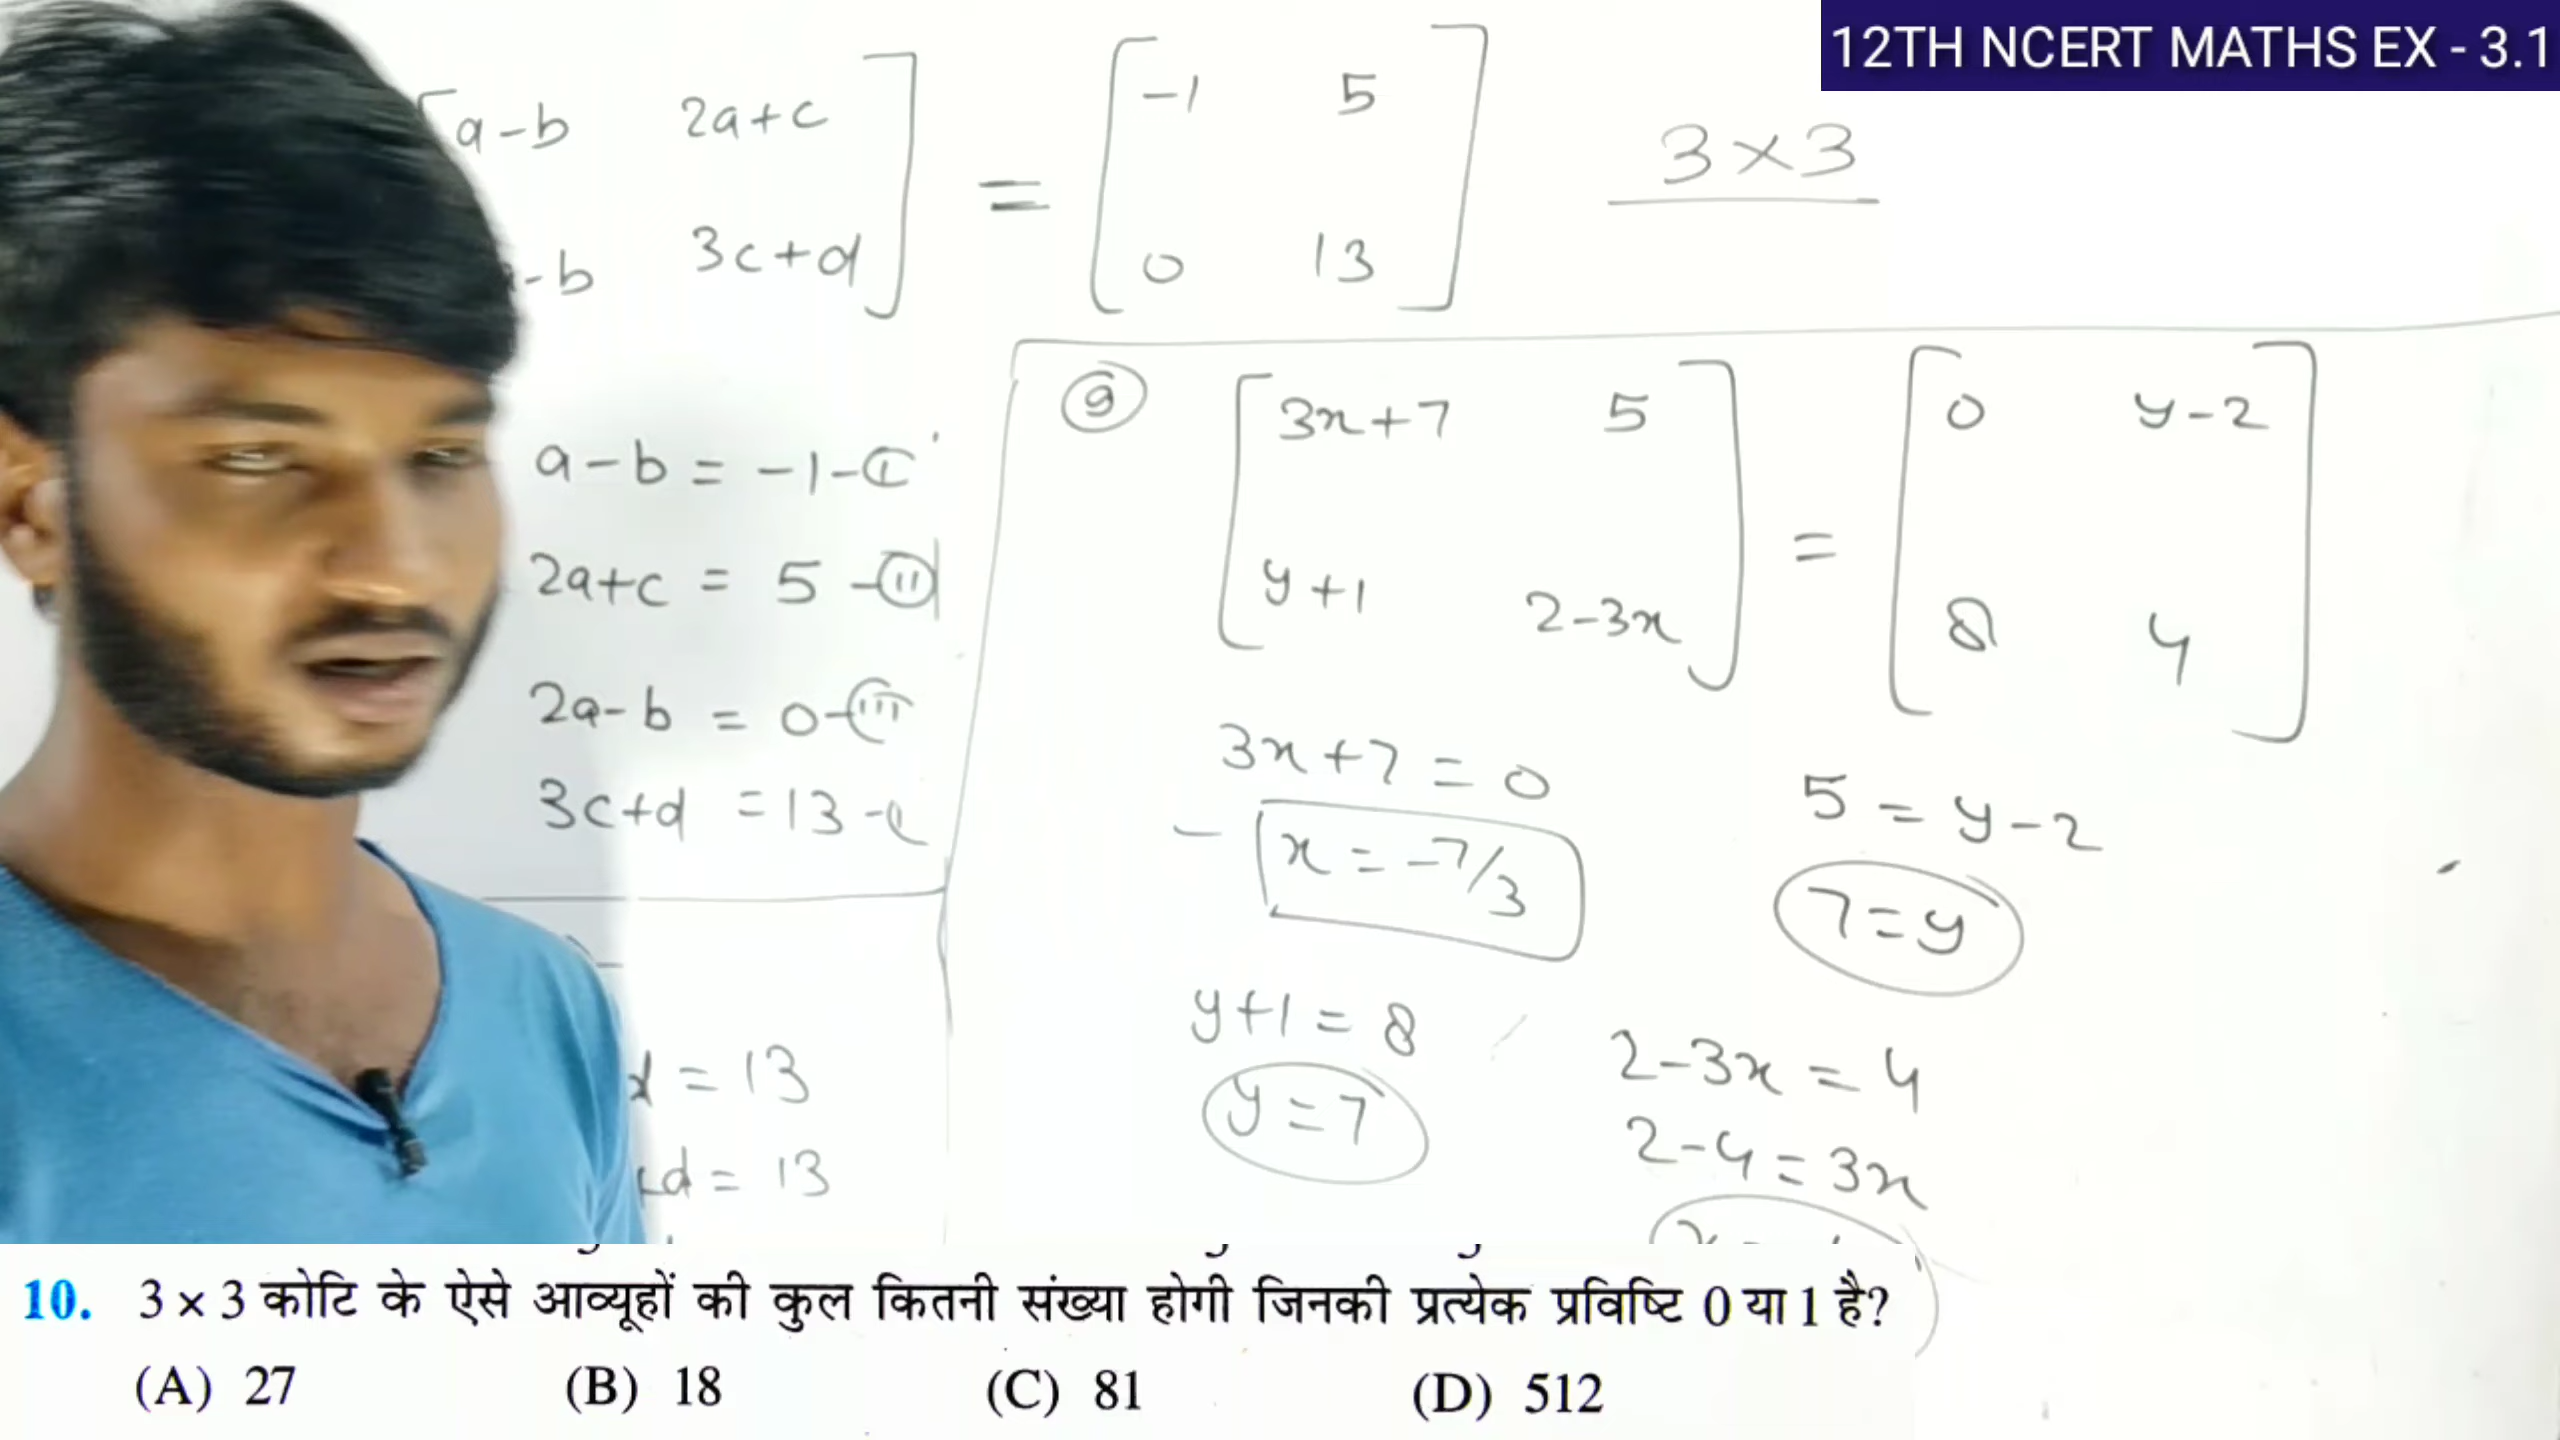 12TH NCERT MATHS EX - 3.1
a-b 2a+c
-b 3c+d
=
-1 5
0 13
3×3
a-b = -1-(I)
2a+c = 5 -(II)
2a-b = 0-(III)
3c+d = 13 -
= 13
d = 13
(9)
3x+7 5
y+1 2-3x
=
0 y-2
8 4
3x+7 = 0
x = -7/3
5 = y-2
7 = y
y+1 = 8
y = 7
2-3x = 4
2-4 = 3x
10. 3 × 3 कोटि के ऐसे आव्यूहों की कुल कितनी संख्या होगी जिनकी प्रत्येक प्रविष्टि 0 या 1 है?
(A) 27 (B) 18 (C) 81 (D) 512